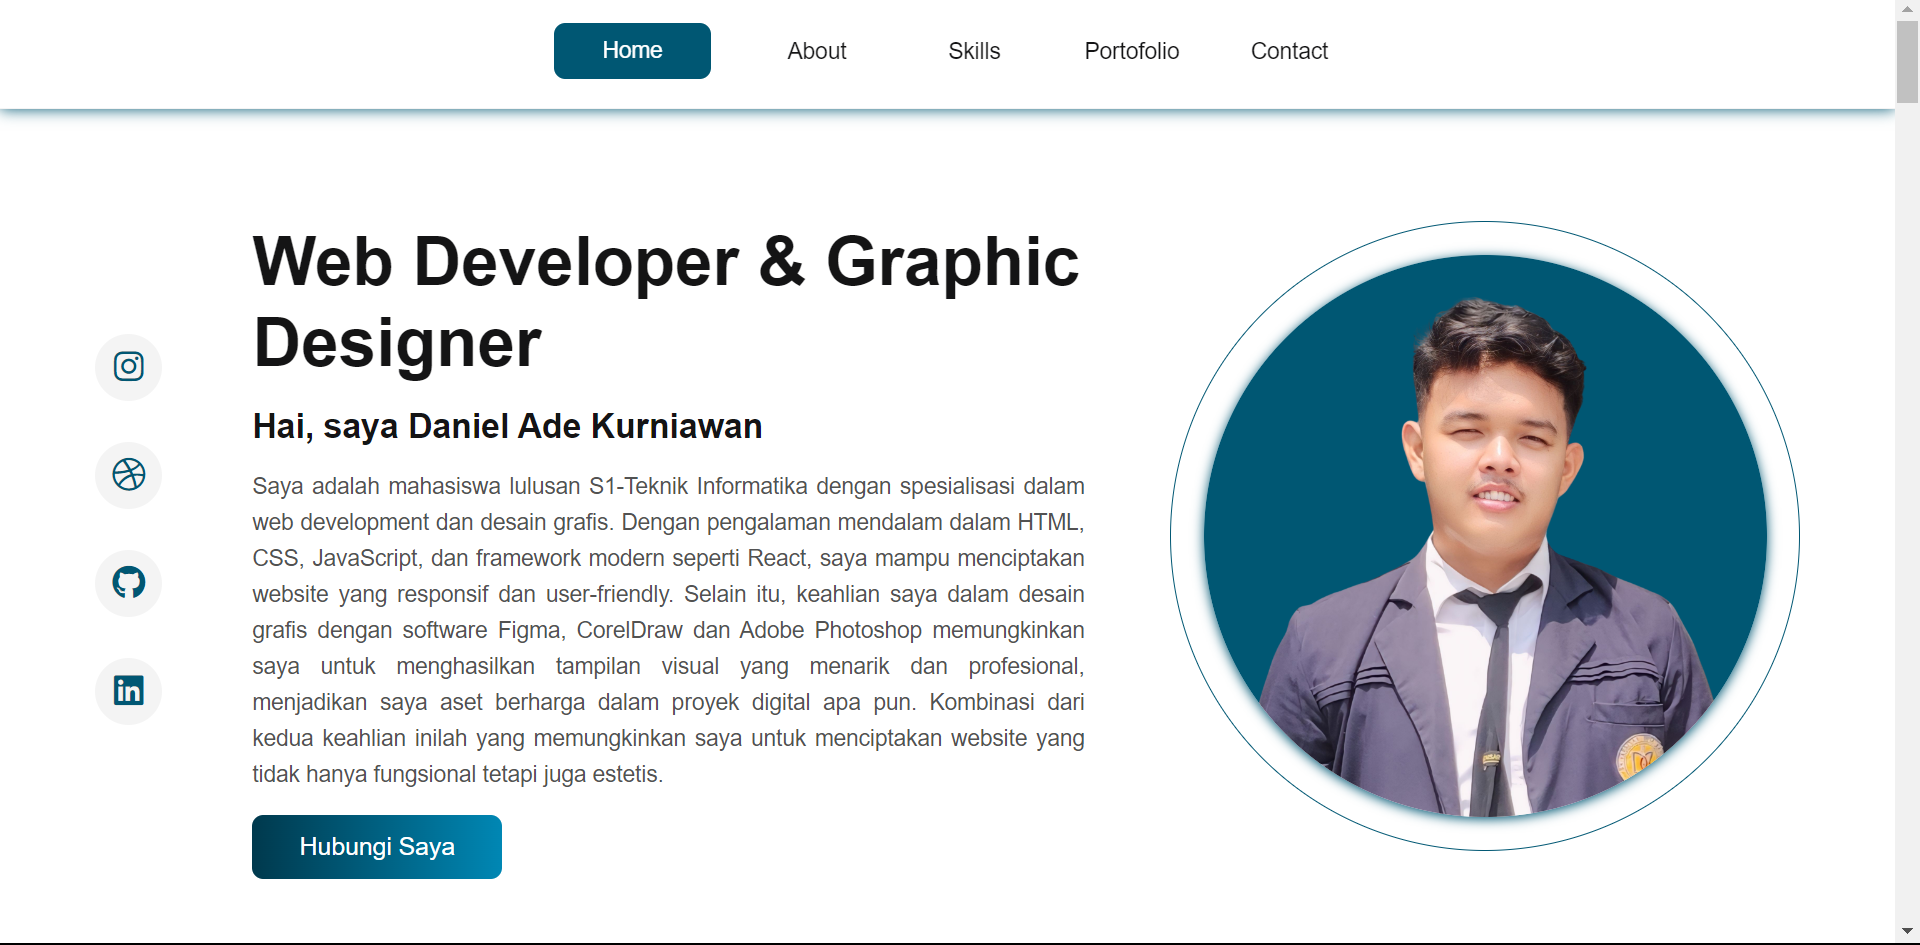 Home
About
Skills
Portofolio
Contact
Web Developer & Graphic
Designer
Hai, saya Daniel Ade Kurniawan
Saya adalah mahasiswa lulusan S1-Teknik Informatika dengan spesialisasi dalam
web development dan desain grafis. Dengan pengalaman mendalam dalam HTML,
CSS, JavaScript, dan framework modern seperti React, saya mampu menciptakan
website yang responsif dan user-friendly. Selain itu, keahlian saya dalam desain
grafis dengan software Figma, CorelDraw dan Adobe Photoshop memungkinkan
saya untuk menghasilkan tampilan visual yang menarik dan profesional,
menjadikan saya aset berharga dalam proyek digital apa pun. Kombinasi dari
kedua keahlian inilah yang memungkinkan saya untuk menciptakan website yang
tidak hanya fungsional tetapi juga estetis.
Hubungi Saya